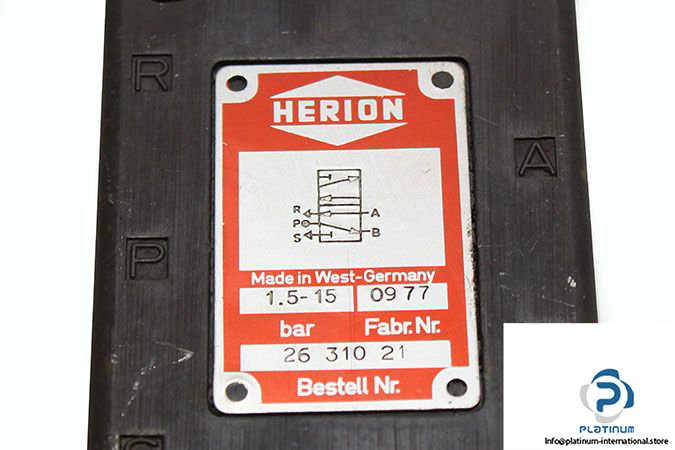 R
HERION
A
R A
P
P B
S
Made in West-Germany
1.5-15 09 77
bar Fabr. Nr.
26 310 21
Bestell Nr.
PLATINUM
Info@platinum-international.store